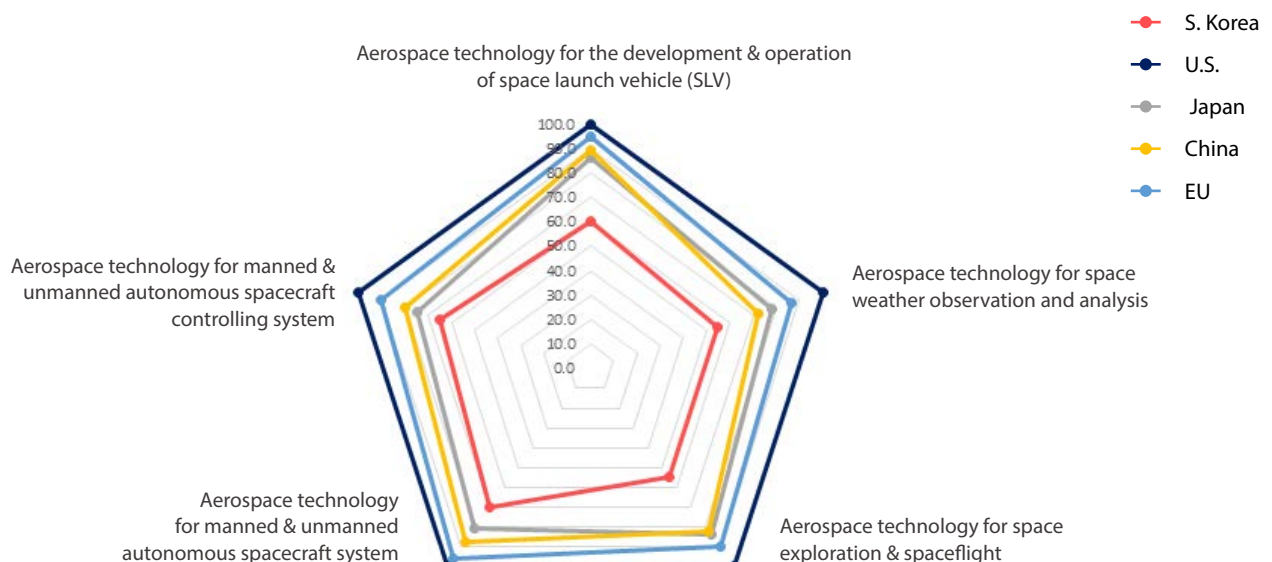 S. Korea
U.S.
Japan
China
EU
Aerospace technology for the development & operation
of space launch vehicle (SLV)
100.0
90.0
80.0
70.0
60.0
50.0
40.0
30.0
20.0
10.0
0.0
Aerospace technology for manned &
unmanned autonomous spacecraft
controlling system
Aerospace technology for space
weather observation and analysis
Aerospace technology
for manned & unmanned
autonomous spacecraft system
Aerospace technology for space
exploration & spaceflight